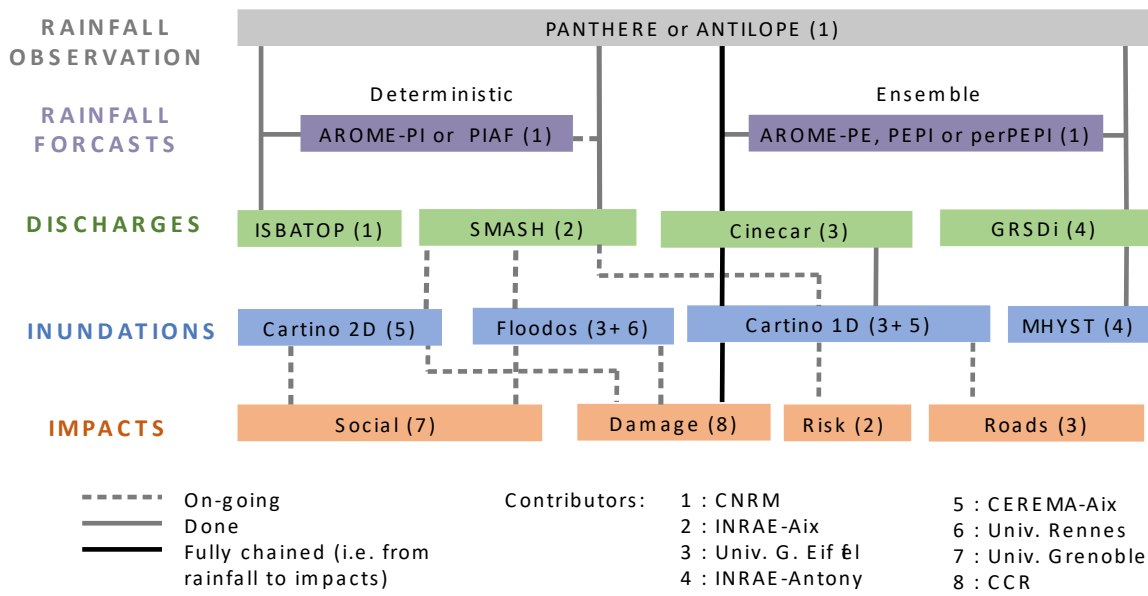 RAINFALL
OBSERVATION
PANTHERE or ANTILOPE (1)
RAINFALL
FORCASTS
Deterministic
AROME-PI or PIAF (1)
Ensemble
AROME-PE, PEPI or perPEPI (1)
DISCHARGES
ISBATOP (1)
SMASH (2)
Cinecar (3)
GRSDi (4)
INUNDATIONS
Cartino 2D (5)
Floodos (3+ 6)
Cartino 1D (3+ 5)
MHYST (4)
IMPACTS
Social (7)
Damage (8)
Risk (2)
Roads (3)
On-going
Done
Fully chained (i.e. from
rainfall to impacts)
Contributors:
1 : CNRM
2 : INRAE-Aix
3 : Univ. G. Eiffel
4 : INRAE-Antony
5 : CEREMA-Aix
6 : Univ. Rennes
7 : Univ. Grenoble
8 : CCR